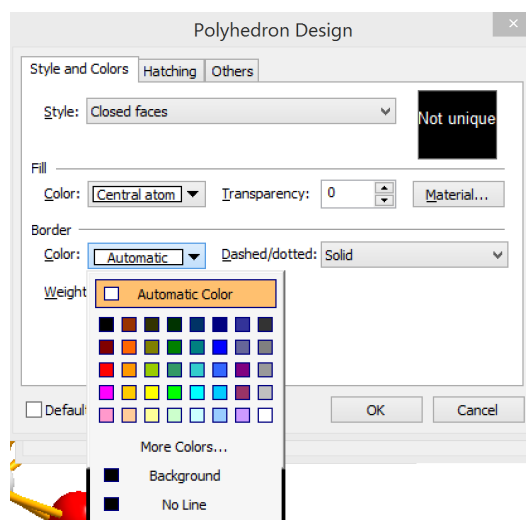 Polyhedron Design
Style and Colors Hatching Others
Style: Closed faces
Not unique
Fill
Color: Central atom Transparency: 0 Material...
Border
Color: Automatic Dashed/dotted: Solid
Weight
Automatic Color
Default OK Cancel
More Colors...
Background
No Line